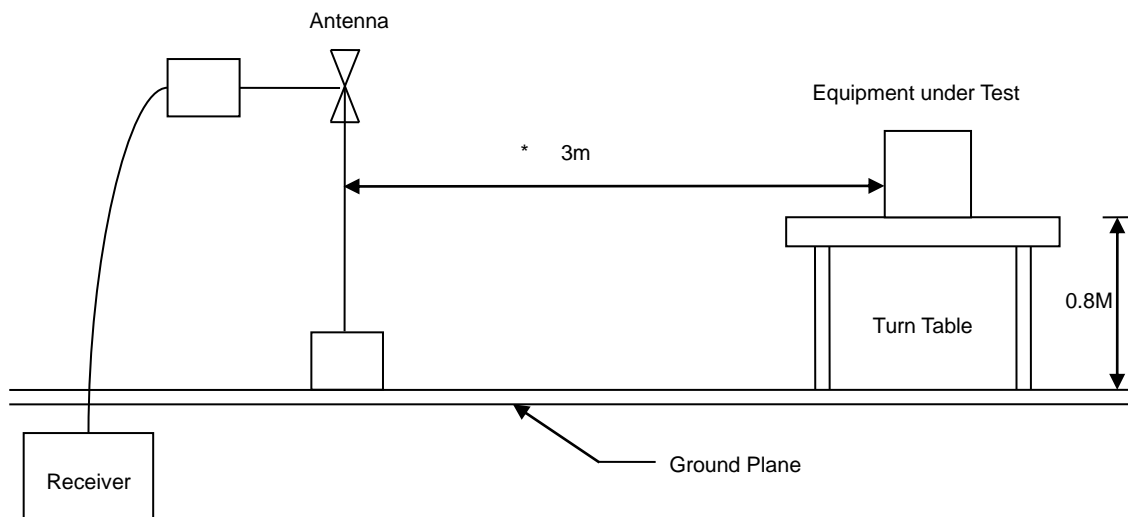 Antenna
Equipment under Test
* 3m
0.8M
Turn Table
Ground Plane
Receiver